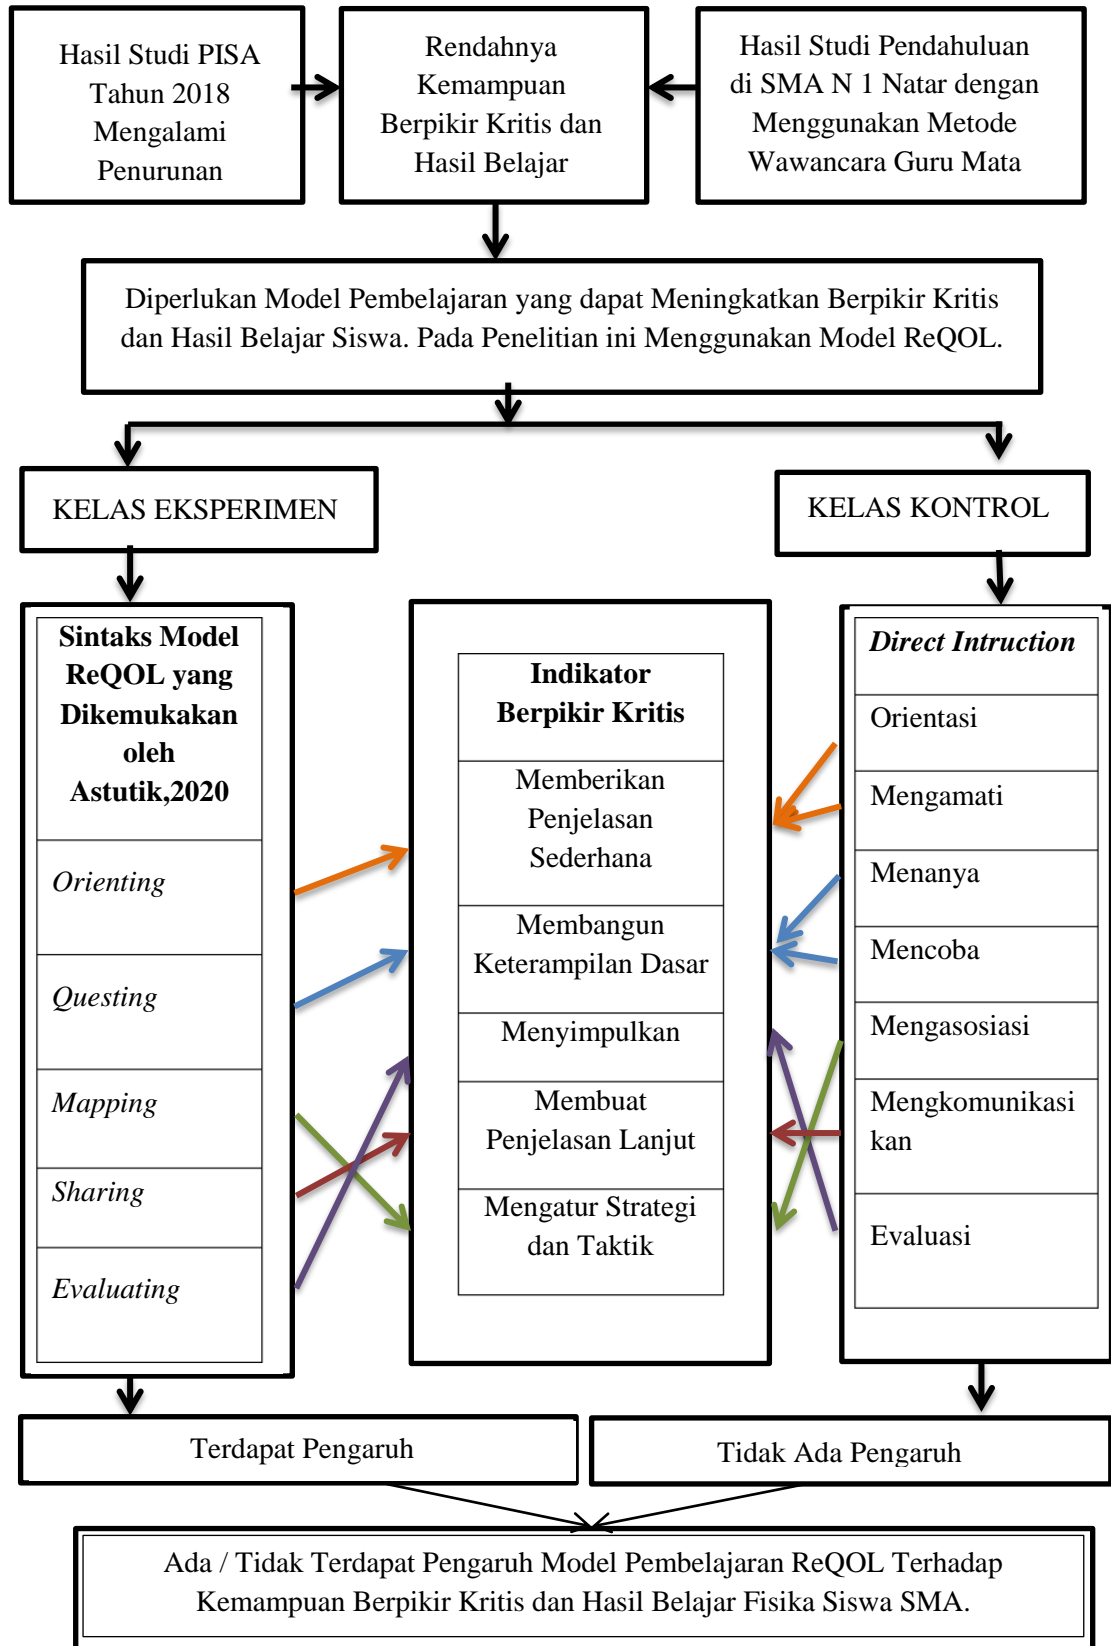 Hasil Studi PISA
Tahun 2018
Mengalami
Penurunan
Rendahnya
Kemampuan
Berpikir Kritis dan
Hasil Belajar
Hasil Studi Pendahuluan
di SMA N 1 Natar dengan
Menggunakan Metode
Wawancara Guru Mata
Diperlukan Model Pembelajaran yang dapat Meningkatkan Berpikir Kritis
dan Hasil Belajar Siswa. Pada Penelitian ini Menggunakan Model ReQOL.
KELAS EKSPERIMEN
KELAS KONTROL
Sintaks Model
ReQOL yang
Dikemukakan
oleh
Astutik,2020
Orienting
Questing
Mapping
Sharing
Evaluating
Indikator
Berpikir Kritis
Memberikan
Penjelasan
Sederhana
Membangun
Keterampilan Dasar
Menyimpulkan
Membuat
Penjelasan Lanjut
Mengatur Strategi
dan Taktik
Direct Intruction
Orientasi
Mengamati
Menanya
Mencoba
Mengasosiasi
Mengkomunikasi
kan
Evaluasi
Terdapat Pengaruh
Tidak Ada Pengaruh
Ada / Tidak Terdapat Pengaruh Model Pembelajaran ReQOL Terhadap
Kemampuan Berpikir Kritis dan Hasil Belajar Fisika Siswa SMA.